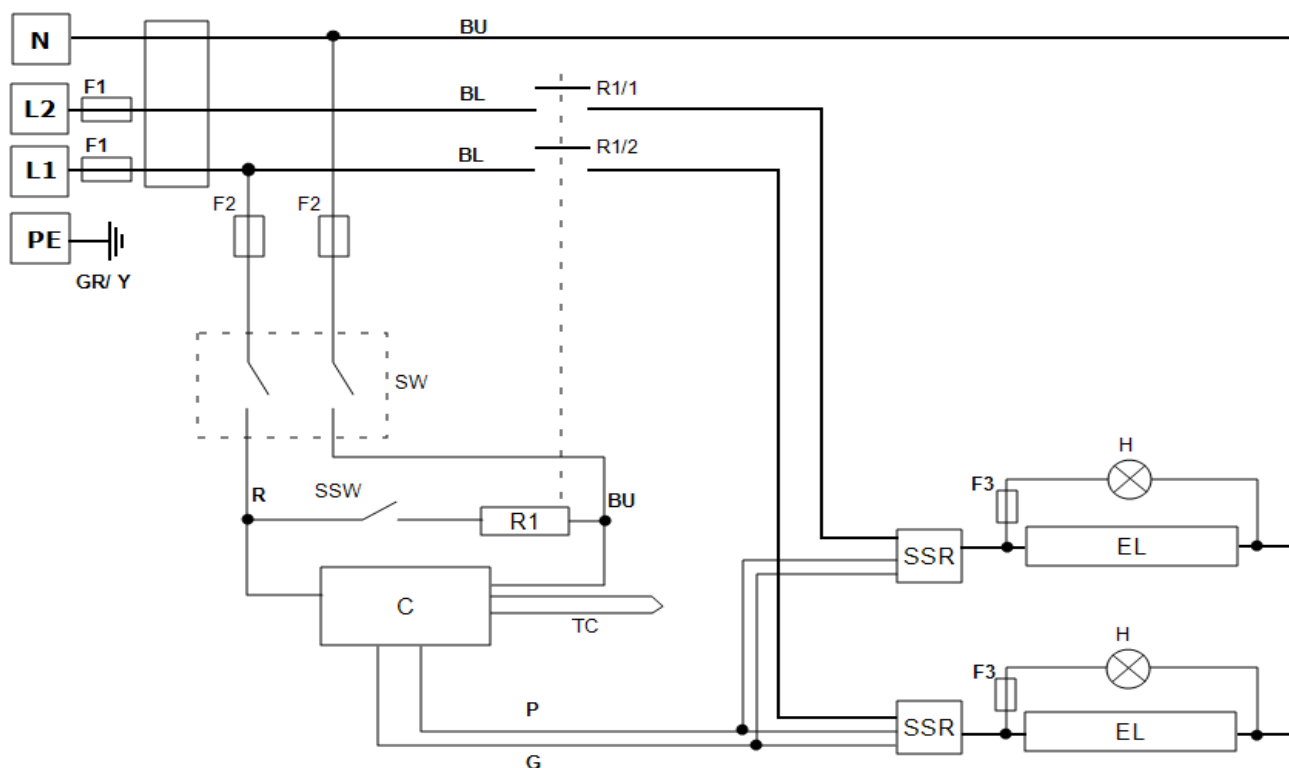 N
BU
F1
L2
BL
R1/1
F1
L1
BL
R1/2
F2
F2
PE
GR/ Y
SW
R
SSW
R1
BU
H
F3
SSR
EL
C
TC
H
F3
P
SSR
EL
G